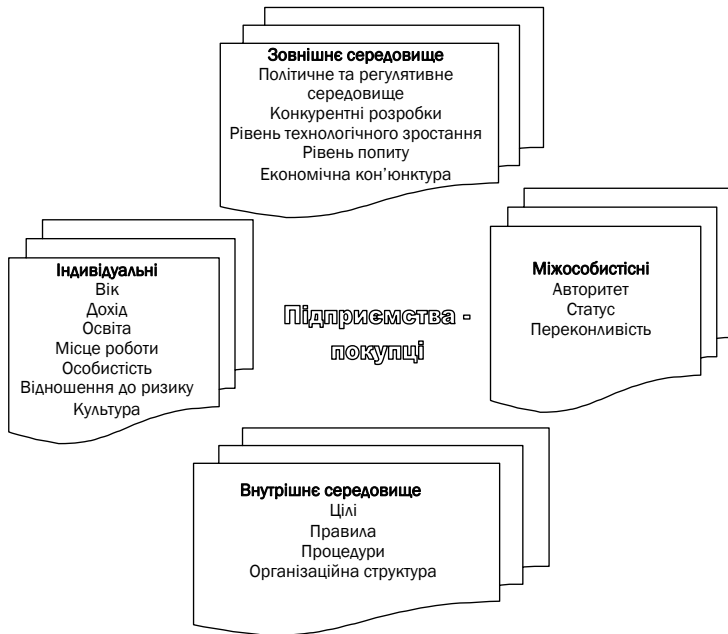 Зовнішнє середовище
Політичне та регулятивне
середовище
Конкурентні розробки
Рівень технологічного зростання
Рівень попиту
Економічна кон’юнктура
Індивідуальні
Вік
Дохід
Освіта
Місце роботи
Особистість
Відношення до ризику
Культура
Підприємства -
покупці
Міжособистісні
Авторитет
Статус
Переконливість
Внутрішнє середовище
Цілі
Правила
Процедури
Організаційна структура